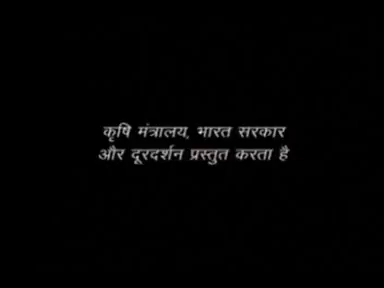 कृषि मंत्रालय, भारत सरकार
और दूरदर्शन प्रस्तुत करता है